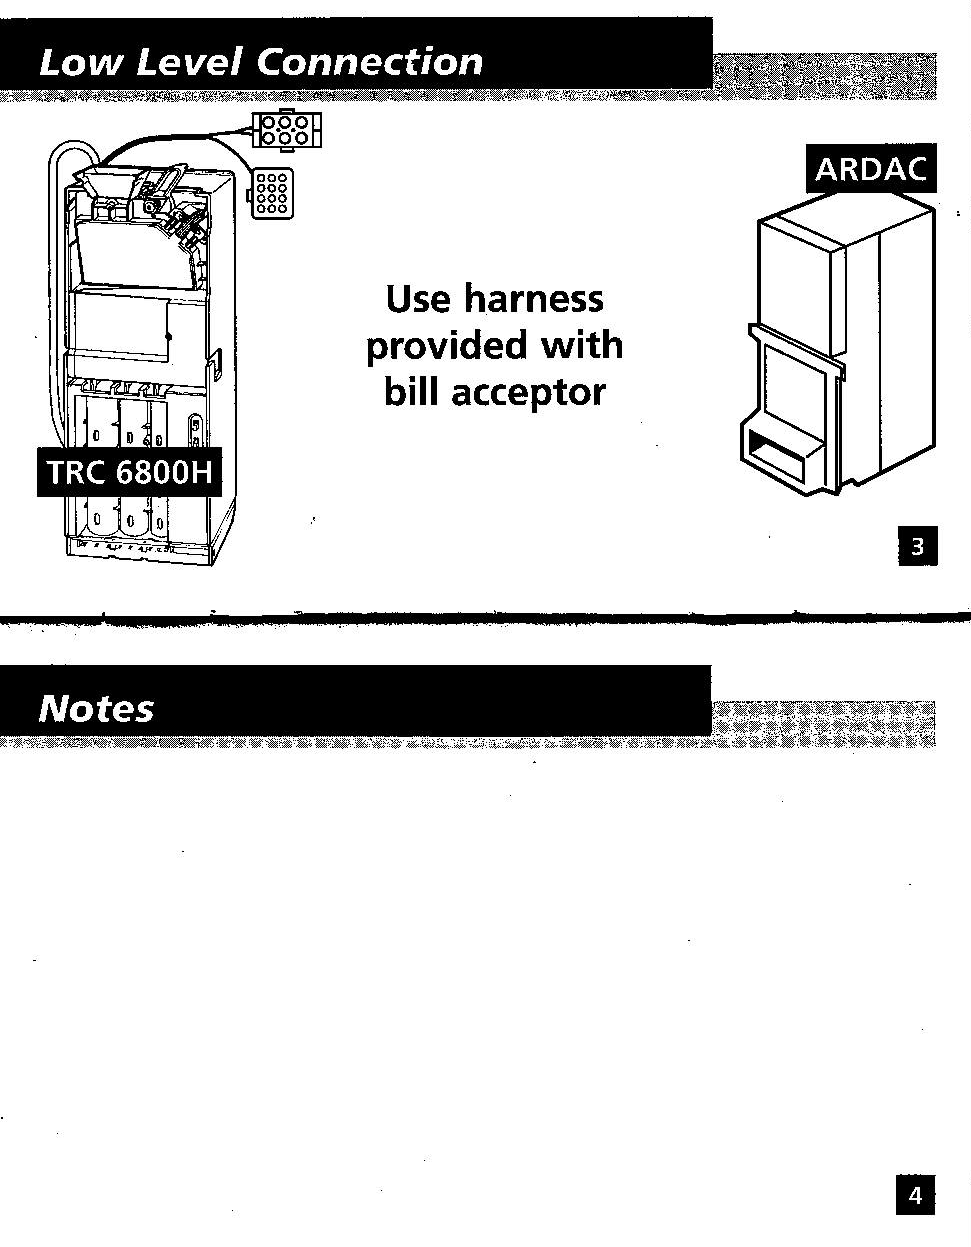 Low Level Connection
ARDAC
Use harness
provided with
bill acceptor
TRC 6800H
3
Notes
4